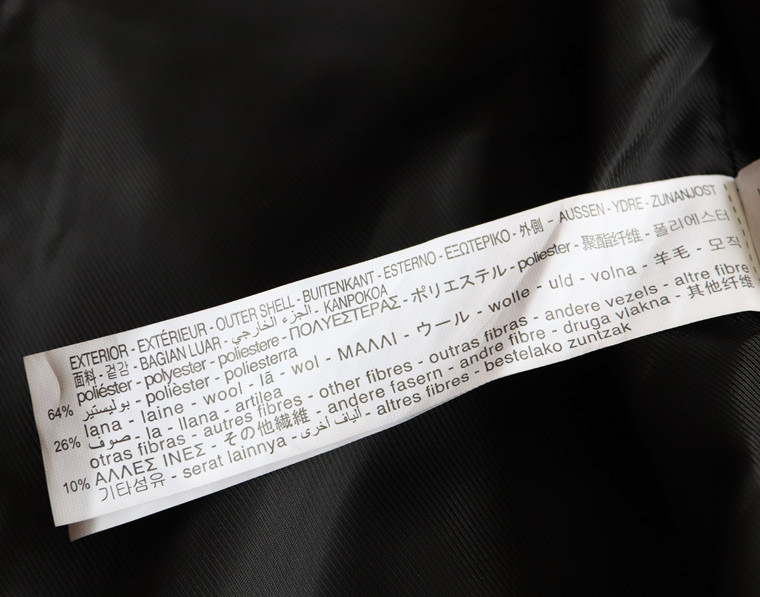 EXTERIOR - EXTÉRIEUR - OUTER SHELL - BUITENKANT - ESTERNO - ΕΞΩΤΕΡΙΚΟ - 外側 - AUSSEN - YDRE - ZUNANJOST
面料 - 겉감 - BAGIAN LUAR - الجزء الخارجي - KANPOKOA
64% poliéster - polyester - poliestere - ΠΟΛΥΕΣΤΕΡΑΣ - ポリエステル - poliester - 聚酯纤维 - 폴리에스터
بوليستير - polièster - poliesterra
26% lana - laine - wool - lã - wol - ΜΑΛΛΙ - ウール - wolle - uld - volna - 羊毛 - 모직
صوف - la - llana - artilea
10% otras fibras - autres fibres - other fibres - outras fibras - andere vezels - altre fibre
ΑΛΛΕΣ ΙΝΕΣ - その他繊維 - andere fasern - andre fibre - druga vlakna - 其他纤维
기타섬유 - serat lainnya - ألياف أخرى - altres fibres - bestelako zuntzak